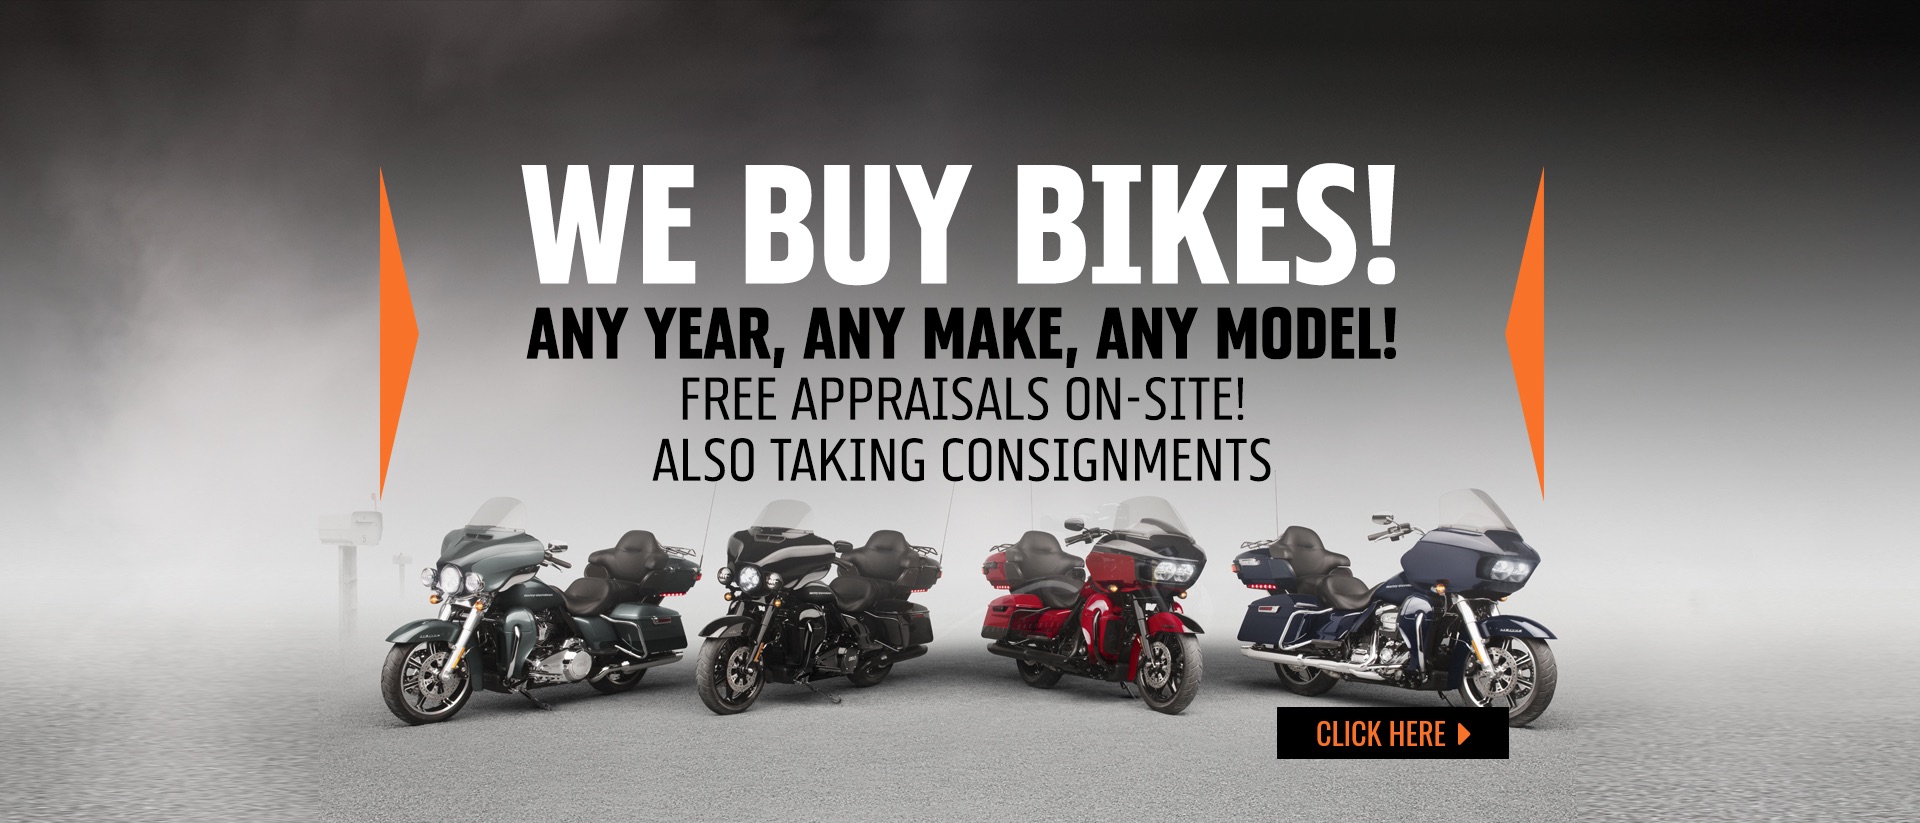 WE BUY BIKES!
ANY YEAR, ANY MAKE, ANY MODEL!
FREE APPRAISALS ON-SITE!
ALSO TAKING CONSIGNMENTS
CLICK HERE